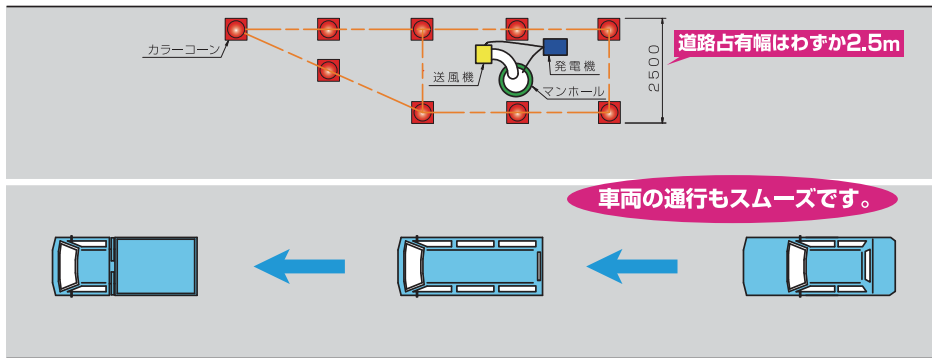 カラーコーン
送風機
発電機
マンホール
2500
道路占有幅はわずか2.5m
車両の通行もスムーズです。